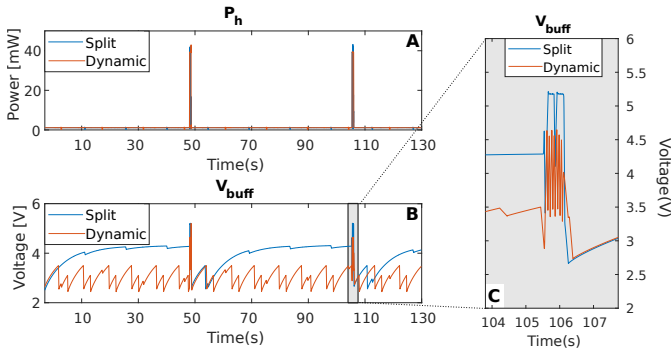 P_h
A
Power [mW]
40
20
0
Split
Dynamic
10 30 50 70 90 110 130
Time(s)
V_buff
B
Voltage [V]
6
4
2
Split
Dynamic
10 30 50 70 90 110 130
Time(s)
V_buff
Split
Dynamic
6
5.5
5
4.5
4
3.5
3
2.5
2
Voltage(V)
C
104 105 106 107
Time(s)